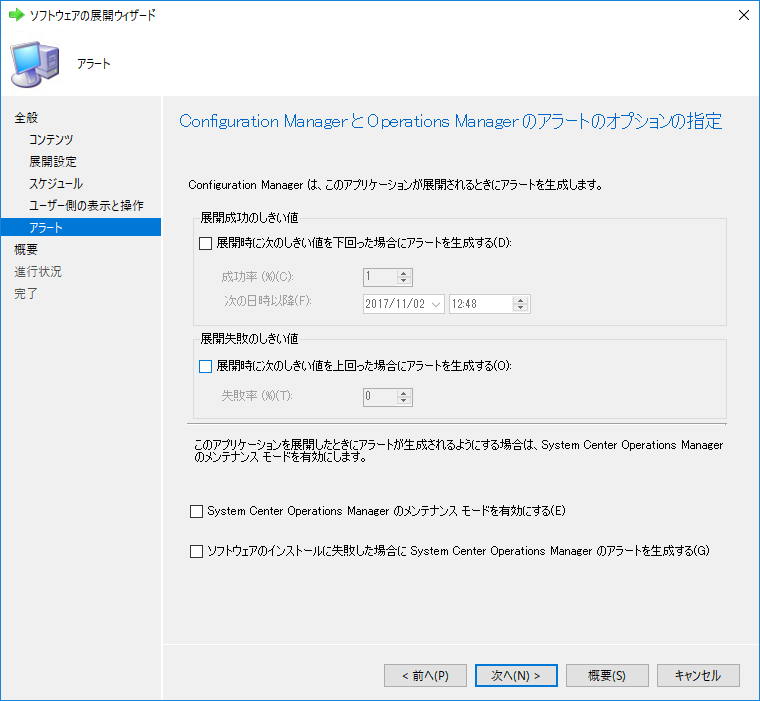 ソフトウェアの展開ウィザード
アラート
全般
コンテンツ
展開設定
スケジュール
ユーザー側の表示と操作
アラート
概要
進行状況
完了
Configuration Manager と Operations Manager のアラートのオプションの指定
Configuration Manager は、このアプリケーションが展開されるときにアラートを生成します。
展開成功のしきい値
展開時に次のしきい値を下回った場合にアラートを生成する(D):
成功率 (%)(C):
1
次の日時以降(F):
2017/11/02
12:48
展開失敗のしきい値
展開時に次のしきい値を上回った場合にアラートを生成する(O):
失敗率 (%)(T):
0
このアプリケーションを展開したときにアラートが生成されるようにする場合は、System Center Operations Manager
のメンテナンス モードを有効にします。
System Center Operations Manager のメンテナンス モードを有効にする(E)
ソフトウェアのインストールに失敗した場合に System Center Operations Manager のアラートを生成する(G)
< 前へ(P)
次へ(N) >
概要(S)
キャンセル